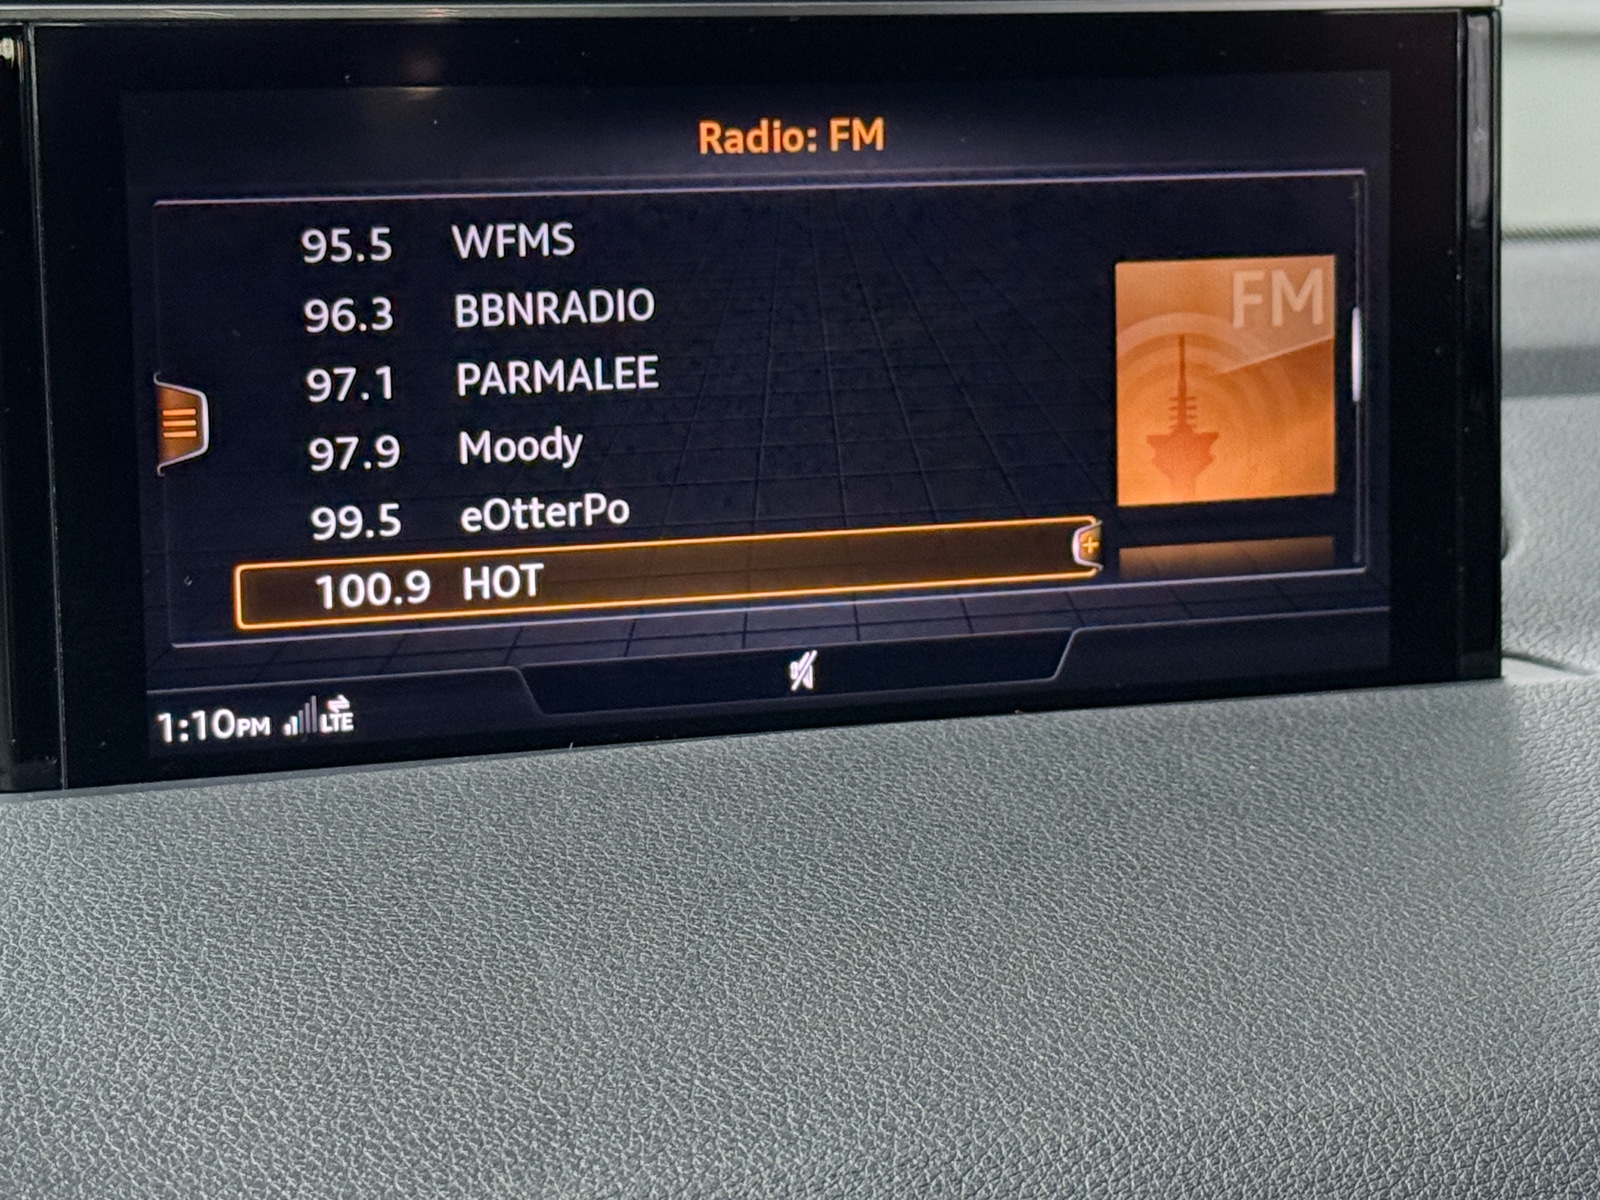 Radio: FM
95.5 WFMS
96.3 BBNRADIO
97.1 PARMALEE
97.9 Moody
99.5 eOtterPo
100.9 HOT
FM
1:10PM LTE